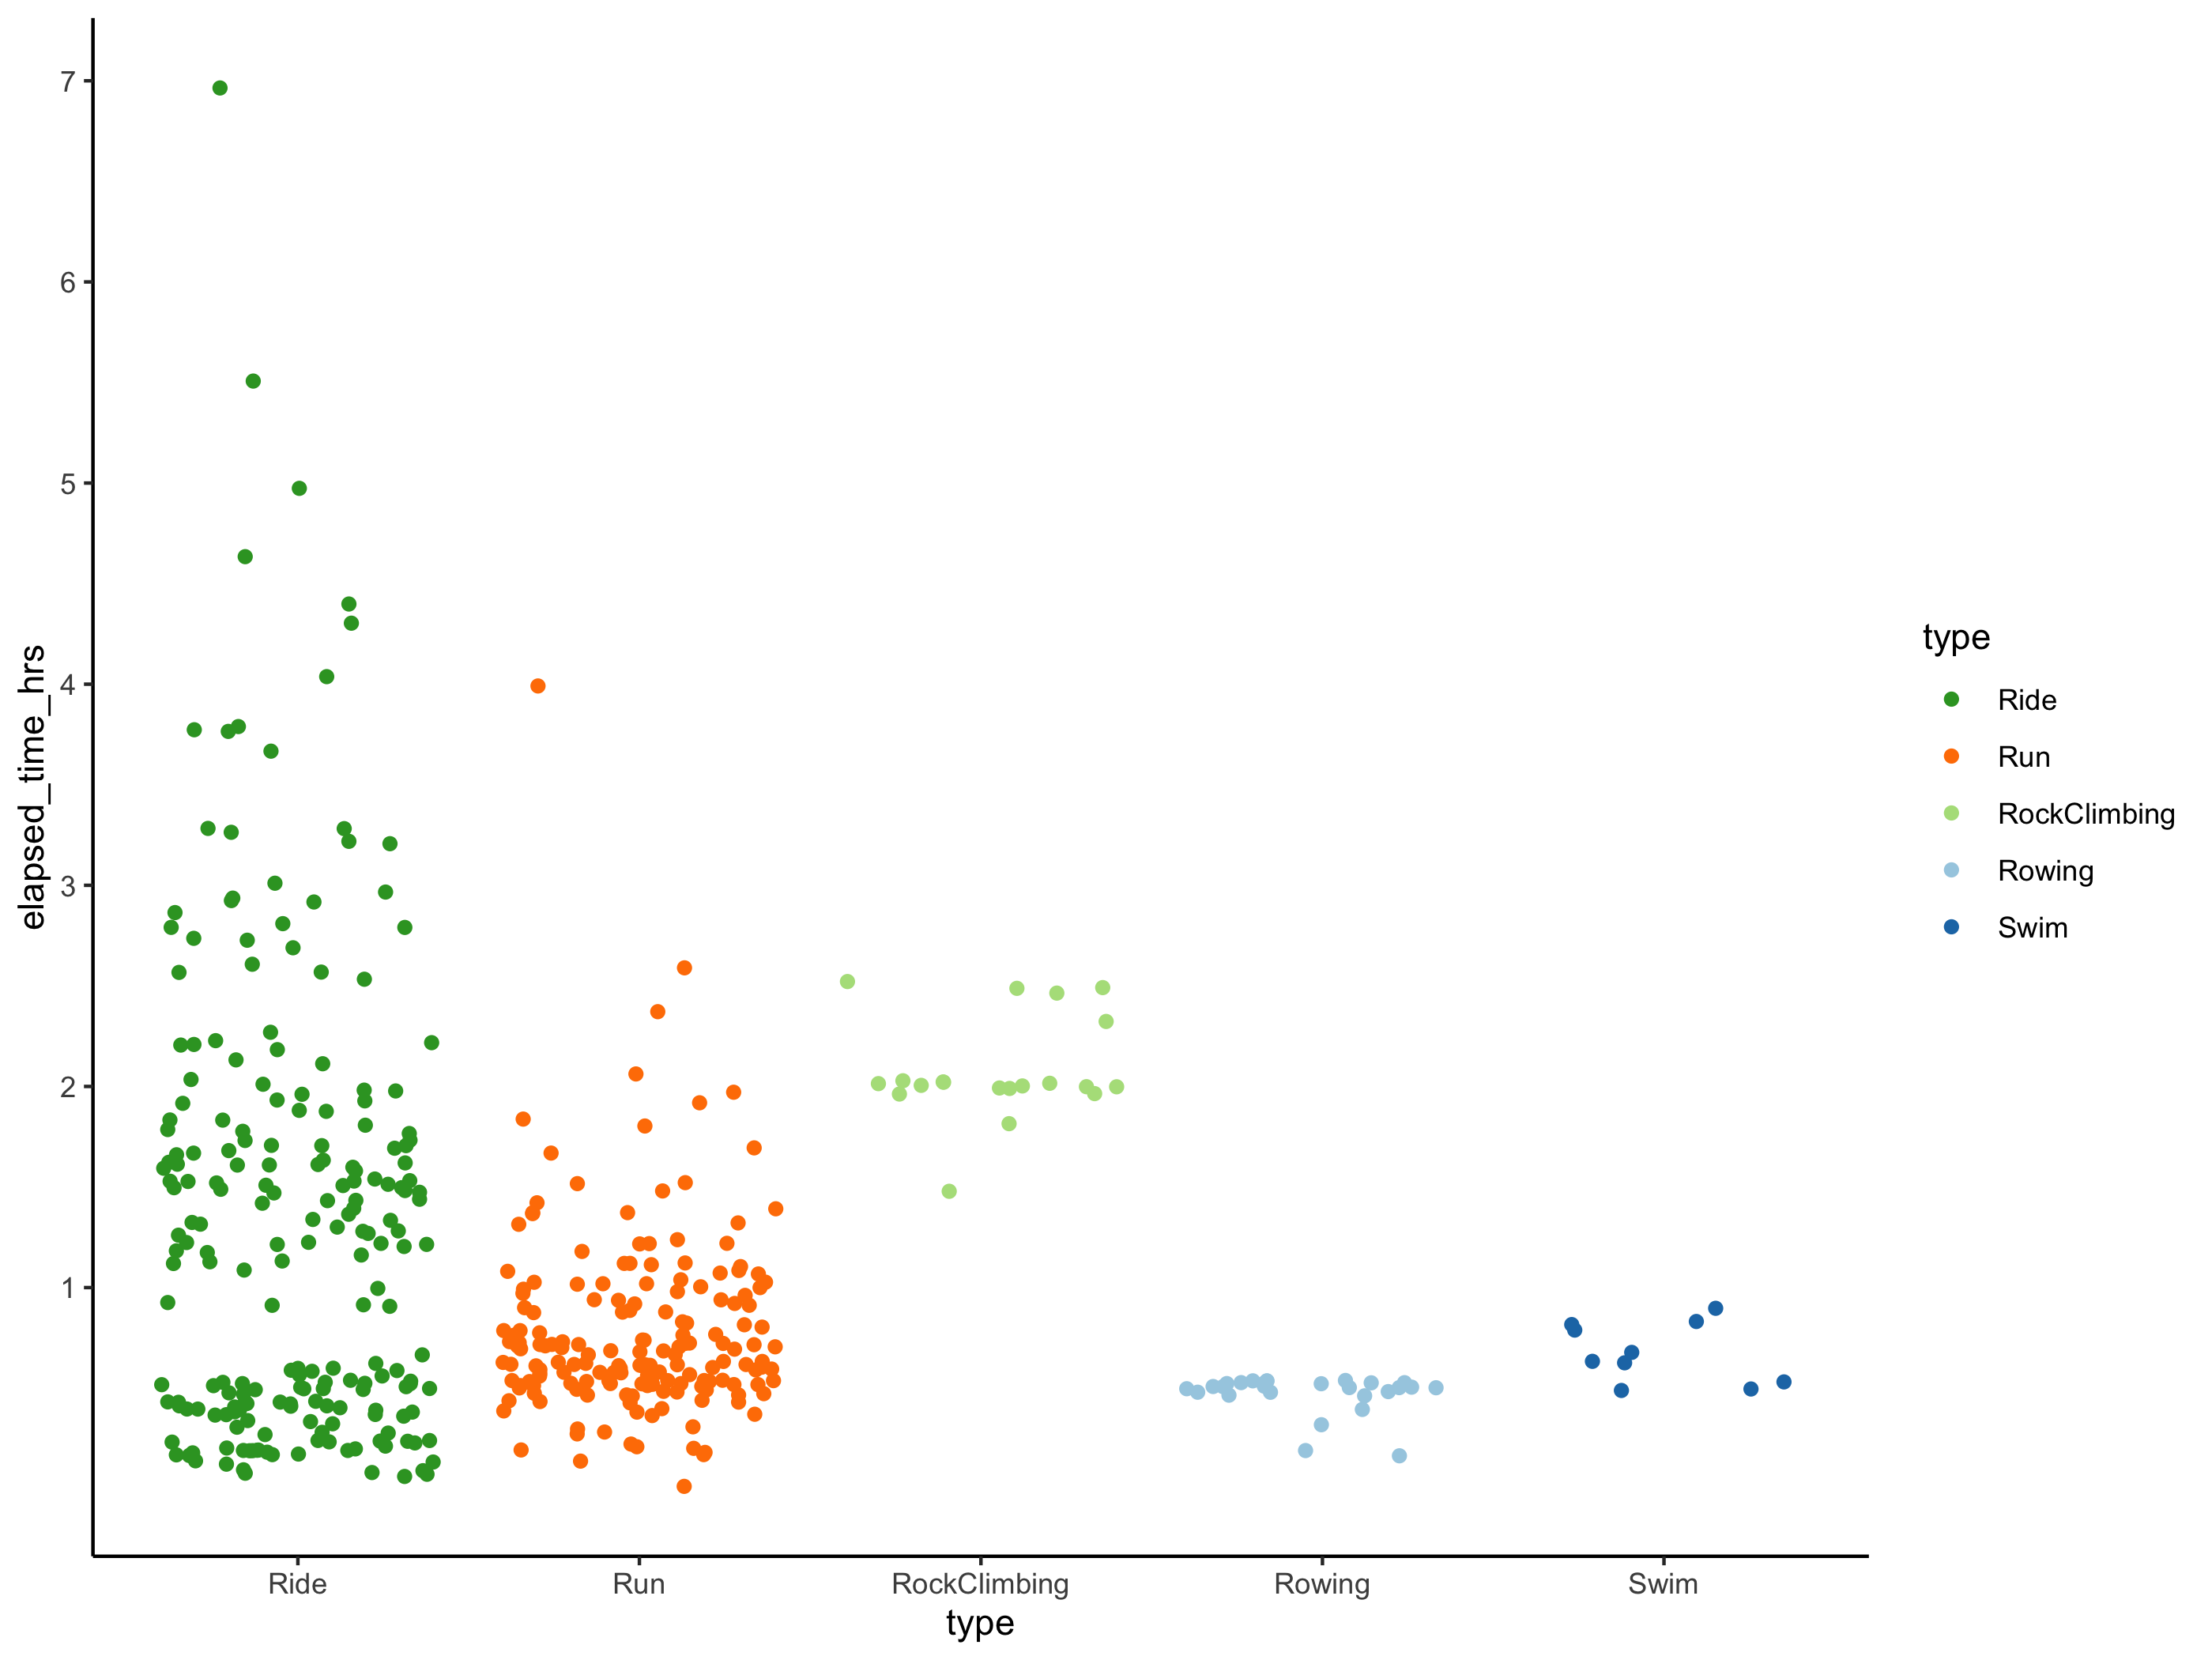 7
6
5
4
3
2
1
elapsed_time_hrs
Ride
Run
RockClimbing
Rowing
Swim
type
type
Ride
Run
RockClimbing
Rowing
Swim